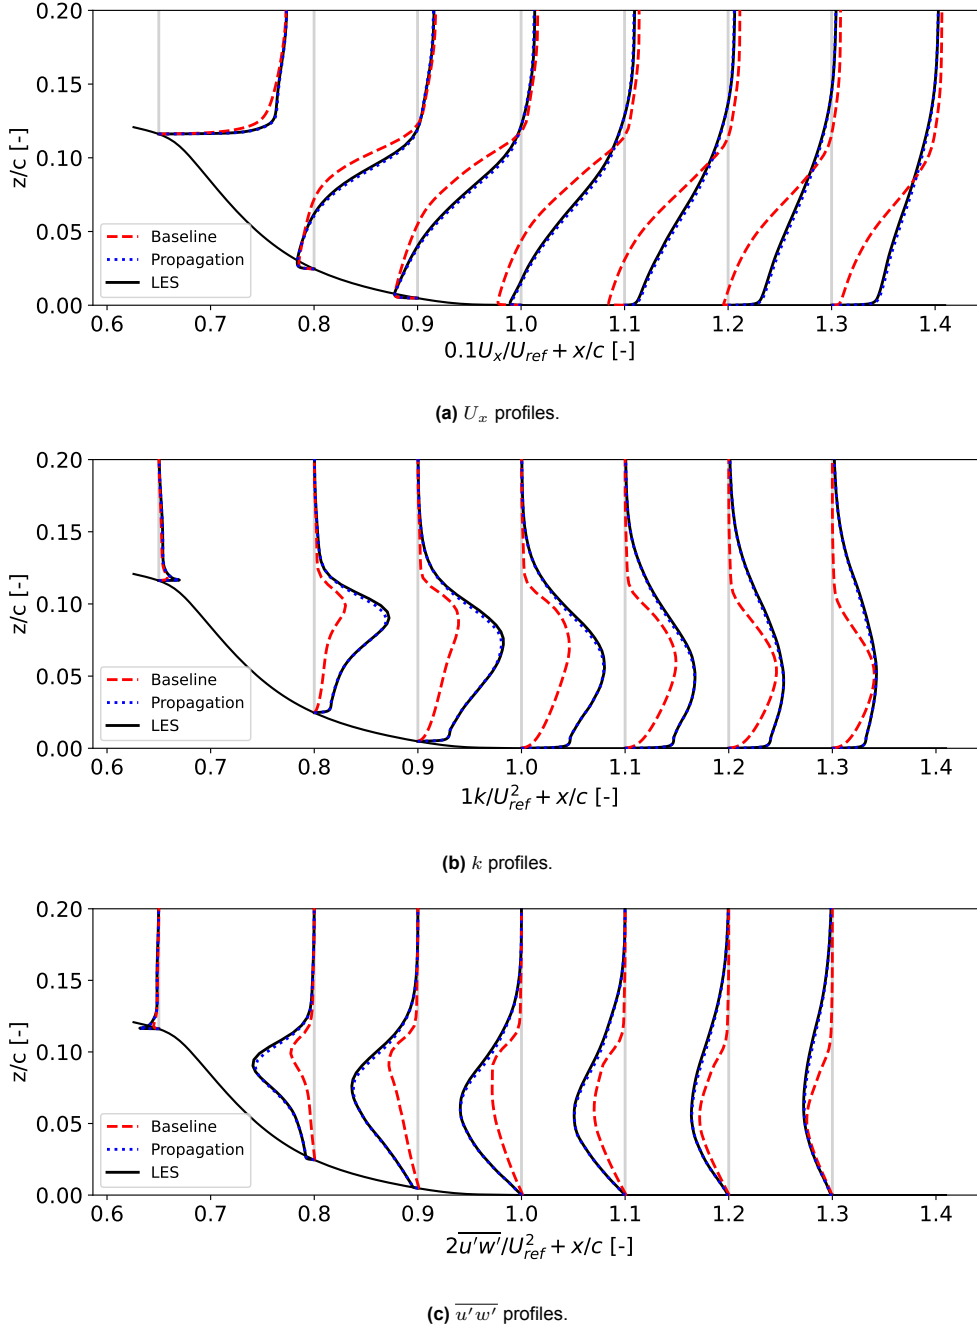 0.20
0.15
0.10
0.05
0.00
z/c [-]
Baseline
Propagation
LES
0.6 0.7 0.8 0.9 1.0 1.1 1.2 1.3 1.4
0.1U_x/U_ref + x/c [-]
(a) U_x profiles.
0.20
0.15
0.10
0.05
0.00
z/c [-]
Baseline
Propagation
LES
0.6 0.7 0.8 0.9 1.0 1.1 1.2 1.3 1.4
1k/U²_ref + x/c [-]
(b) k profiles.
0.20
0.15
0.10
0.05
0.00
z/c [-]
Baseline
Propagation
LES
0.6 0.7 0.8 0.9 1.0 1.1 1.2 1.3 1.4
2u̅'̅w̅'̅/U²_ref + x/c [-]
(c) u̅'̅w̅'̅ profiles.